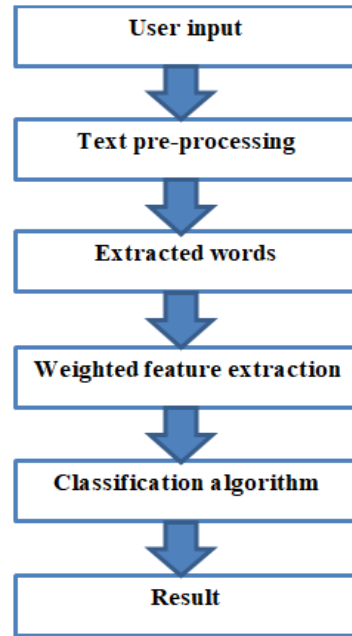 User input
Text pre-processing
Extracted words
Weighted feature extraction
Classification algorithm
Result